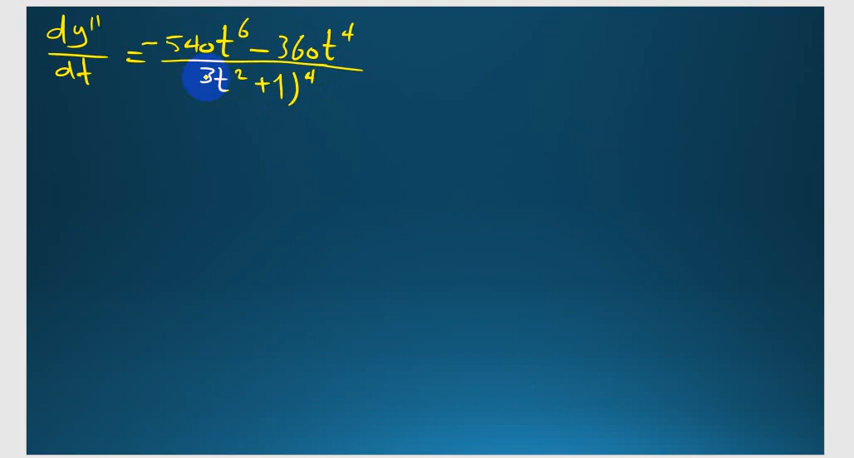 dy''/dt = -540t^6 - 360t^4 / 3t^2 + 1)^4